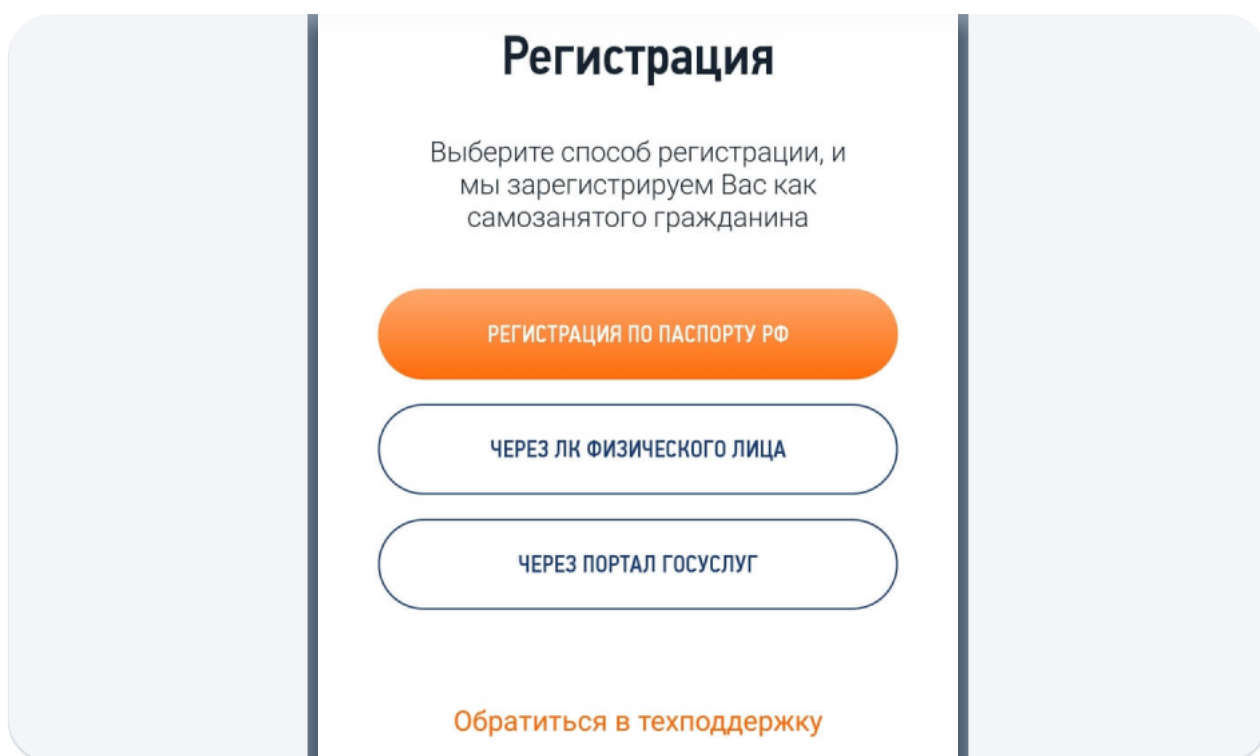 Регистрация
Выберите способ регистрации, и
мы зарегистрируем Вас как
самозанятого гражданина
РЕГИСТРАЦИЯ ПО ПАСПОРТУ РФ
ЧЕРЕЗ ЛК ФИЗИЧЕСКОГО ЛИЦА
ЧЕРЕЗ ПОРТАЛ ГОСУСЛУГ
Обратиться в техподдержку